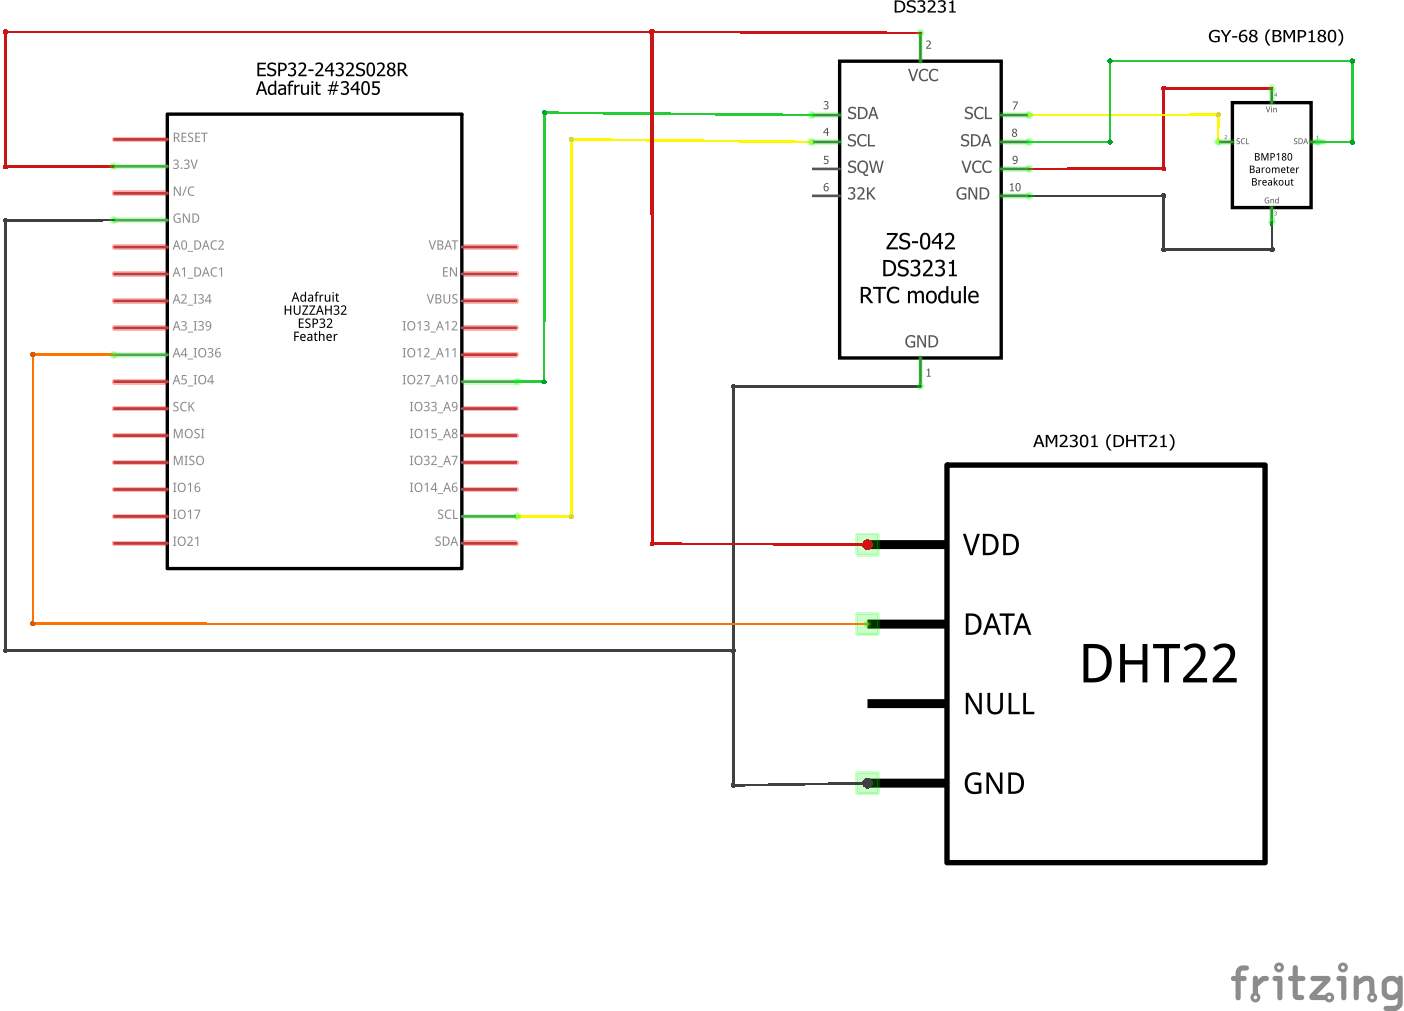 DS3231
GY-68 (BMP180)
ESP32-2432S028R
Adafruit #3405
RESET
3.3V
N/C
GND
A0_DAC2
A1_DAC1
A2_I34
A3_I39
A4_IO36
A5_IO4
SCK
MOSI
MISO
IO16
IO17
IO21
Adafruit
HUZZAH32
ESP32
Feather
VBAT
EN
VBUS
IO13_A12
IO12_A11
IO27_A10
IO33_A9
IO15_A8
IO32_A7
IO14_A6
SCL
SDA
2
VCC
3 SDA
4 SCL
5 SQW
6 32K
SCL 7
SDA 8
VCC 9
GND 10
ZS-042
DS3231
RTC module
GND
1
4
Vin
2 SCL
SDA 1
BMP180
Barometer
Breakout
Gnd
3
AM2301 (DHT21)
VDD
DATA
NULL
GND
DHT22
fritzing